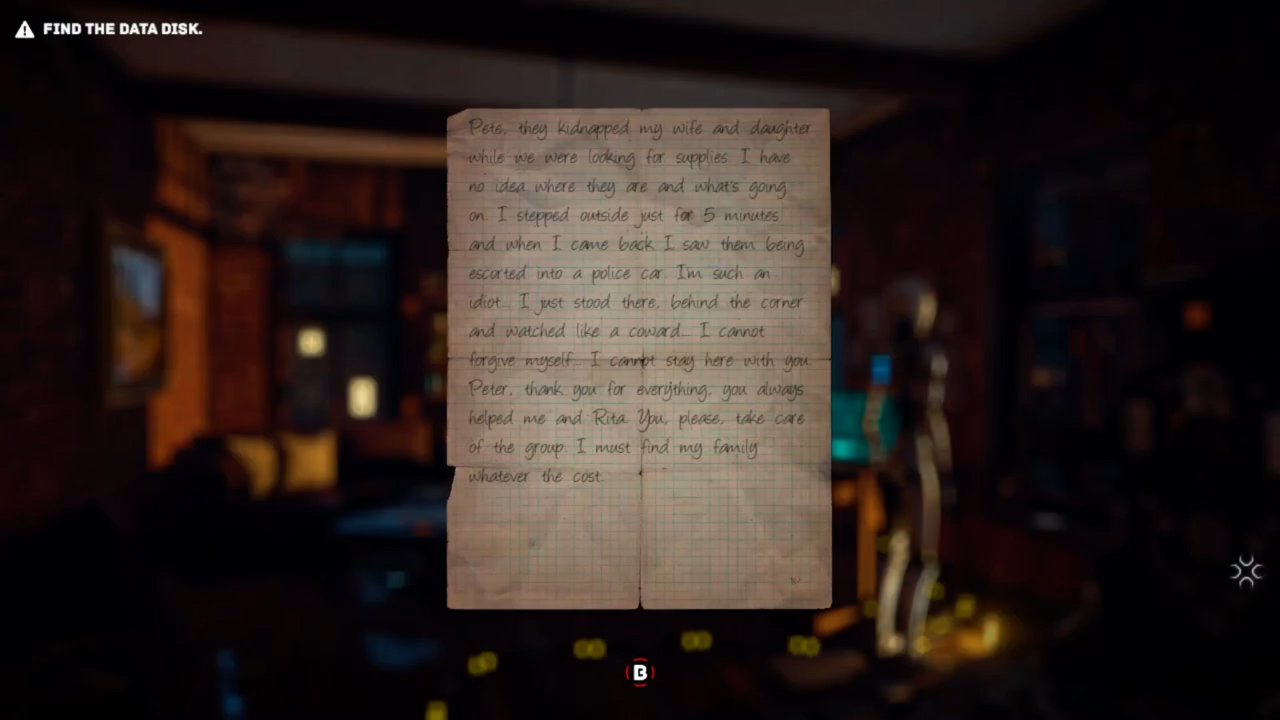 FIND THE DATA DISK.
Pete, they kidnapped my wife and daughter
while we were looking for supplies. I have
no idea where they are and what's going
on. I stepped outside just for 5 minutes
and when I came back I saw them being
escorted into a police car. I'm such an
idiot... I just stood there, behind the corner
and watched like a coward... I cannot
forgive myself... I cannot stay here with you.
Peter, thank you for everything, you always
helped me and Rita. You, please, take care
of the group. I must find my family
whatever the cost.
B